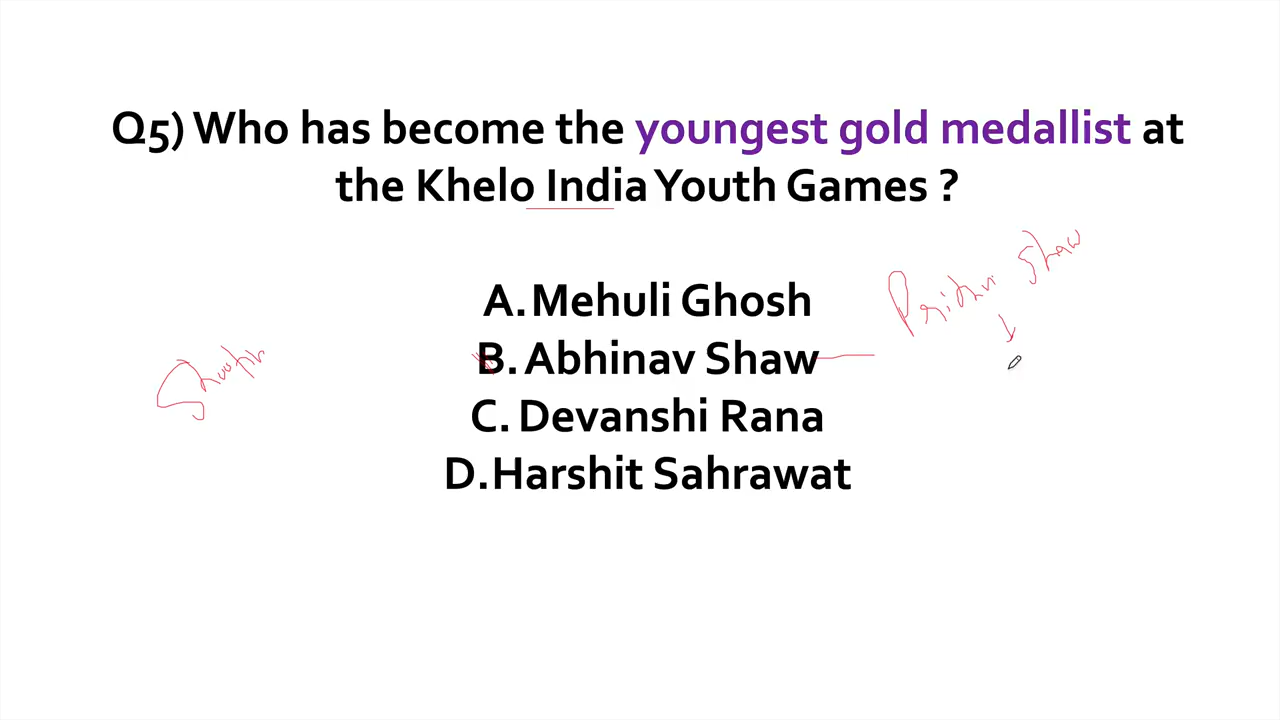 Q5) Who has become the youngest gold medallist at
the Khelo India Youth Games ?
A. Mehuli Ghosh
B. Abhinav Shaw
C. Devanshi Rana
D. Harshit Sahrawat
Shaw